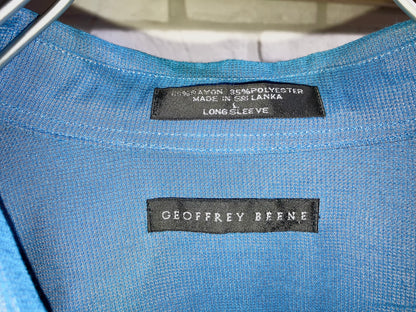 65% RAYON 35% POLYESTER
MADE IN SRI LANKA
L
LONG SLEEVE
GEOFFREY BEENE